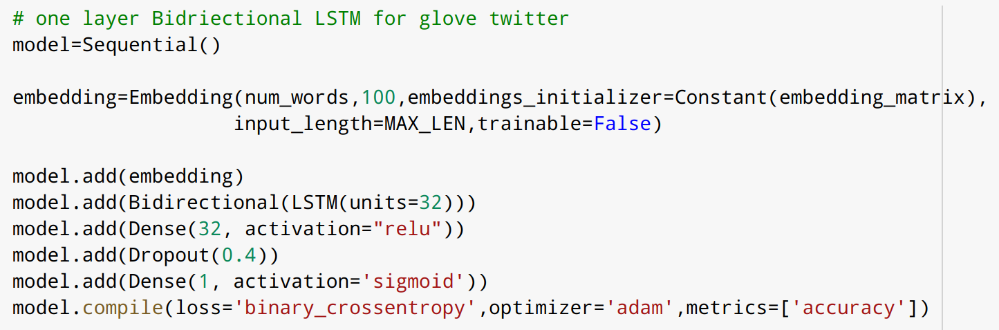 # one layer Bidriectional LSTM for glove twitter
model=Sequential()
embedding=Embedding(num_words,100,embeddings_initializer=Constant(embedding_matrix),
input_length=MAX_LEN,trainable=False)
model.add(embedding)
model.add(Bidirectional(LSTM(units=32)))
model.add(Dense(32, activation="relu"))
model.add(Dropout(0.4))
model.add(Dense(1, activation='sigmoid'))
model.compile(loss='binary_crossentropy',optimizer='adam',metrics=['accuracy'])